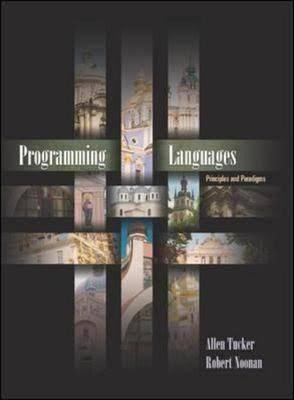 Programming Languages
Principles and Paradigms
Allen Tucker
Robert Noonan